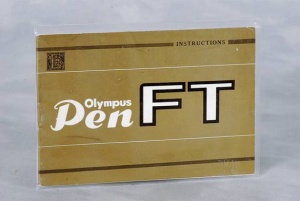 INSTRUCTIONS
Olympus
Pen FT